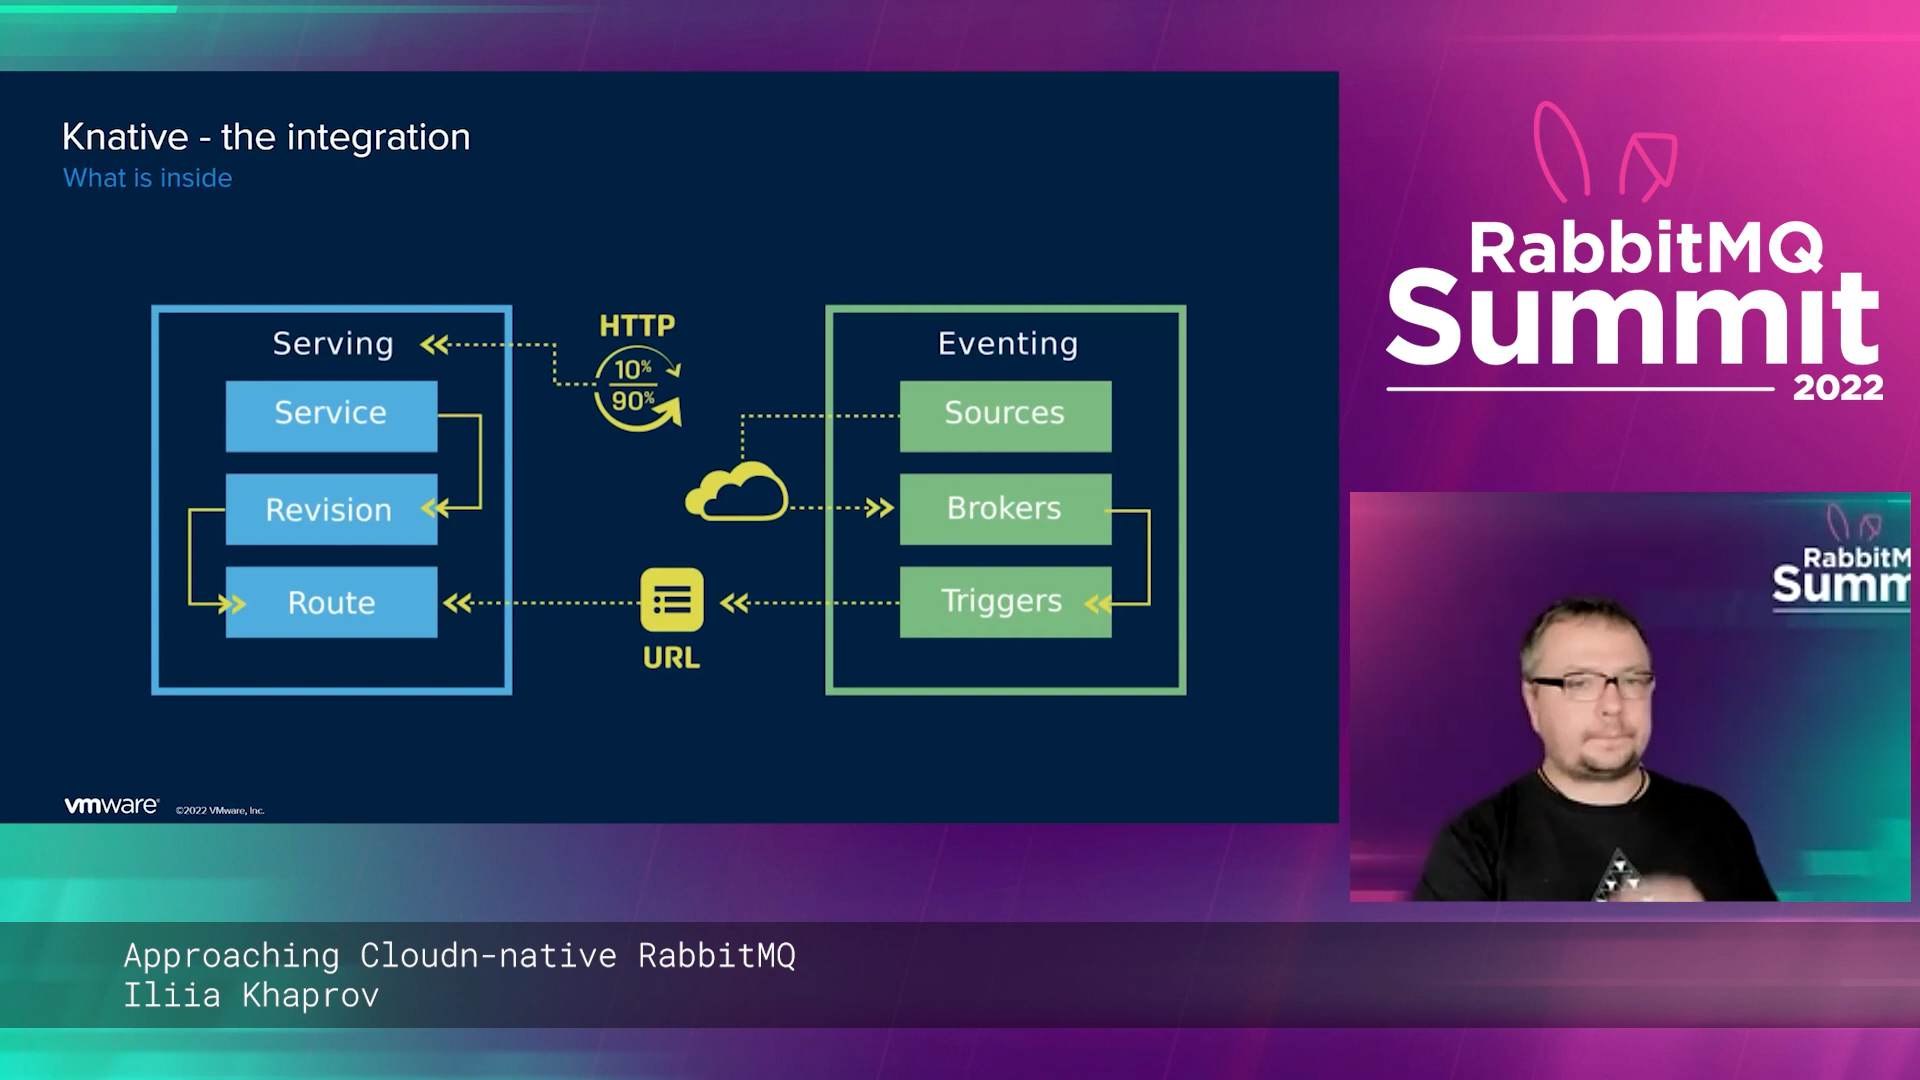 Knative - the integration
What is inside
Serving
Service
Revision
Route
HTTP
10%
90%
URL
Eventing
Sources
Brokers
Triggers
vmware
©2022 VMware, Inc.
RabbitMQ
Summit
2022
RabbitM
Summ
Approaching Cloudn-native RabbitMQ
Iliia Khaprov